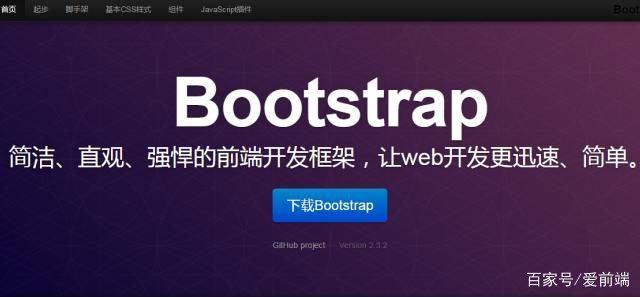 首页 起步 脚手架 基本CSS样式 组件 JavaScript插件 Boot
Bootstrap
简洁、直观、强悍的前端开发框架，让web开发更迅速、简单。
下载Bootstrap
GitHub project Version 2.3.2
百家号/爱前端